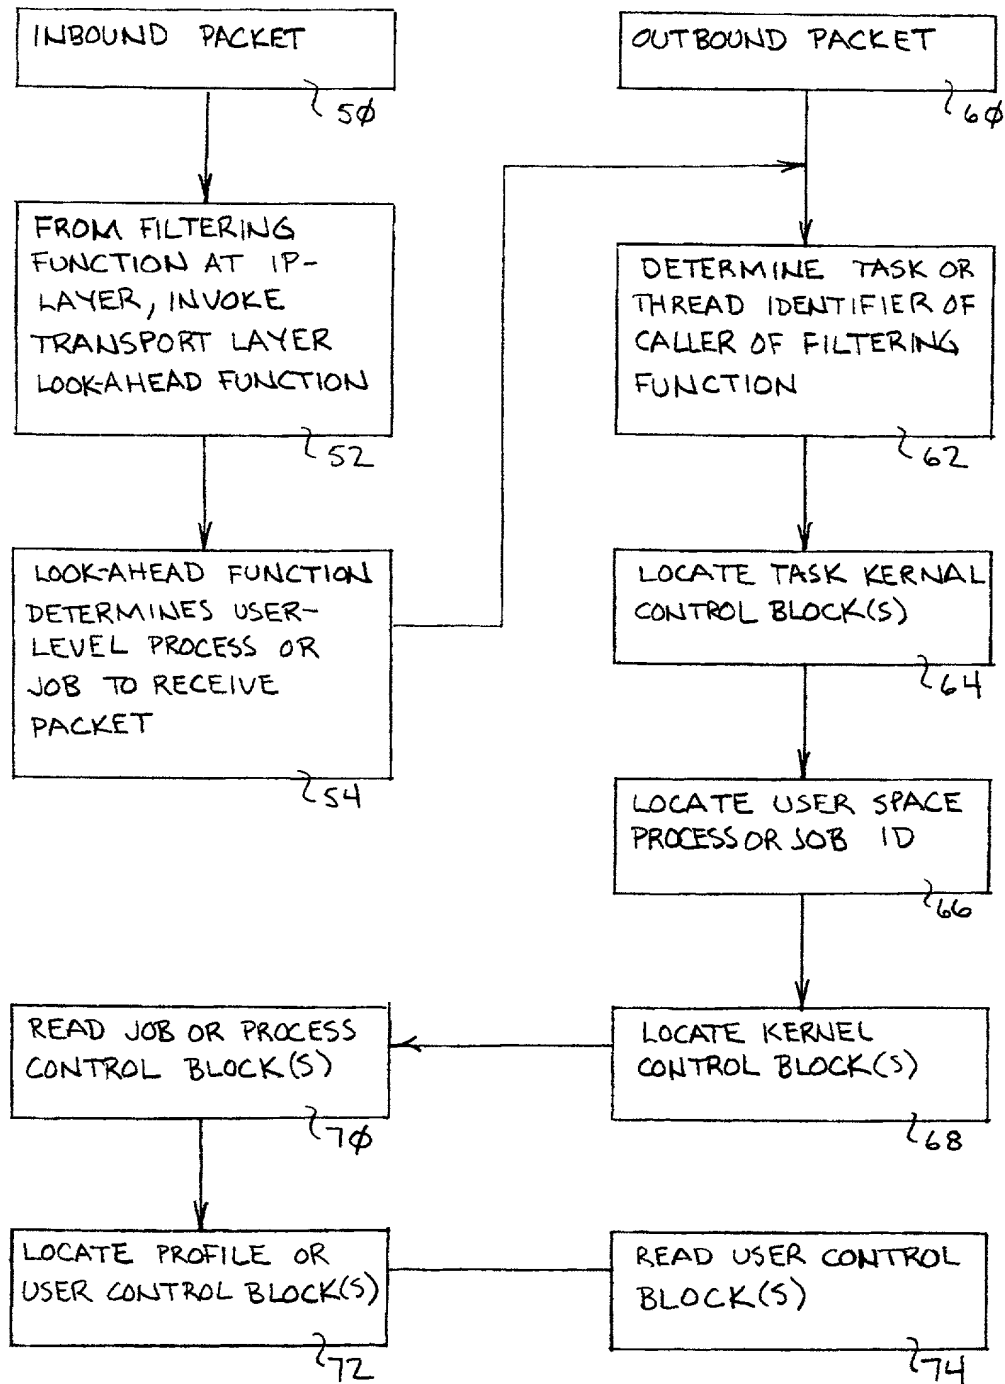 INBOUND PACKET
50
FROM FILTERING
FUNCTION AT IP-
LAYER, INVOKE
TRANSPORT LAYER
LOOK-AHEAD FUNCTION
52
LOOK-AHEAD FUNCTION
DETERMINES USER-
LEVEL PROCESS OR
JOB TO RECEIVE
PACKET
54
OUTBOUND PACKET
60
DETERMINE TASK OR
THREAD IDENTIFIER OF
CALLER OF FILTERING
FUNCTION
62
LOCATE TASK KERNAL
CONTROL BLOCK(S)
64
LOCATE USER SPACE
PROCESS OR JOB ID
66
LOCATE KERNEL
CONTROL BLOCK(S)
68
READ JOB OR PROCESS
CONTROL BLOCK(S)
70
LOCATE PROFILE OR
USER CONTROL BLOCK(S)
72
READ USER CONTROL
BLOCK(S)
74